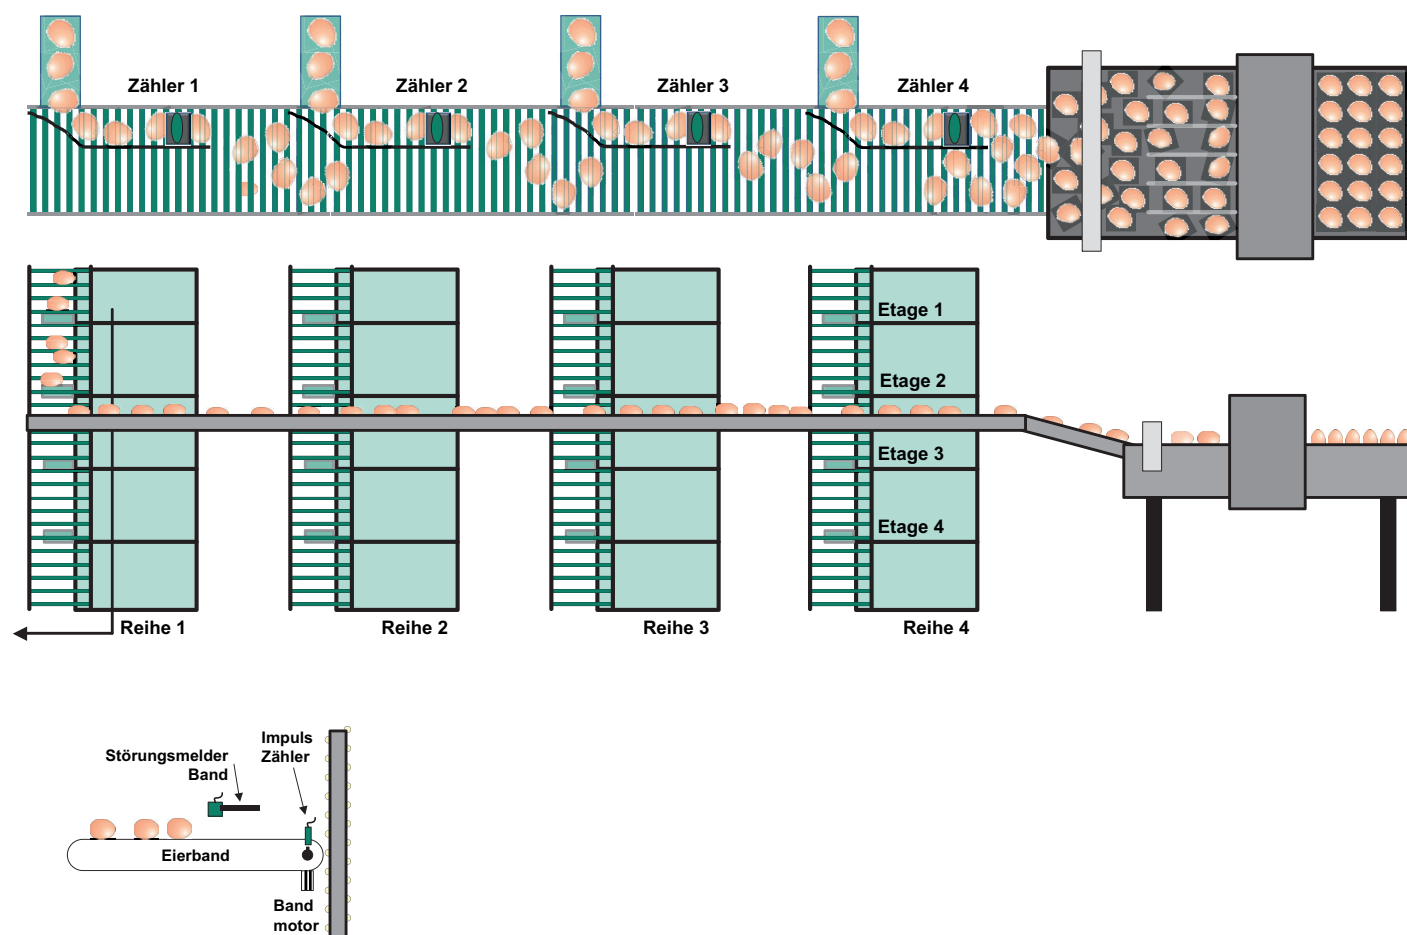 Zähler 1
Zähler 2
Zähler 3
Zähler 4
Etage 1
Etage 2
Etage 3
Etage 4
Reihe 1
Reihe 2
Reihe 3
Reihe 4
Störungsmelder
Band
Impuls
Zähler
Eierband
Band
motor